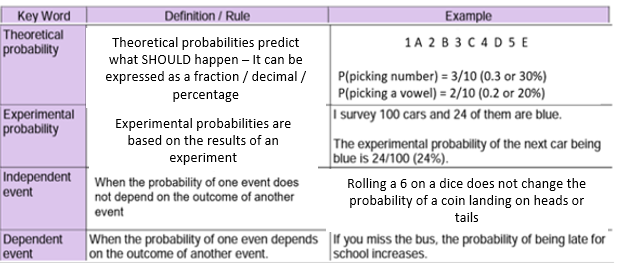 Key Word
Definition / Rule
Example
Theoretical
probability
Theoretical probabilities predict
what SHOULD happen – It can be
expressed as a fraction / decimal /
percentage
1 A 2 B 3 C 4 D 5 E
P(picking number) = 3/10 (0.3 or 30%)
P(picking a vowel) = 2/10 (0.2 or 20%)
Experimental
probability
Experimental probabilities are
based on the results of an
experiment
I survey 100 cars and 24 of them are blue.
The experimental probability of the next car being
blue is 24/100 (24%).
Independent
event
When the probability of one event does
not depend on the outcome of another
event
Rolling a 6 on a dice does not change the
probability of a coin landing on heads or
tails
Dependent
event
When the probability of one even depends
on the outcome of another event.
If you miss the bus, the probability of being late for
school increases.